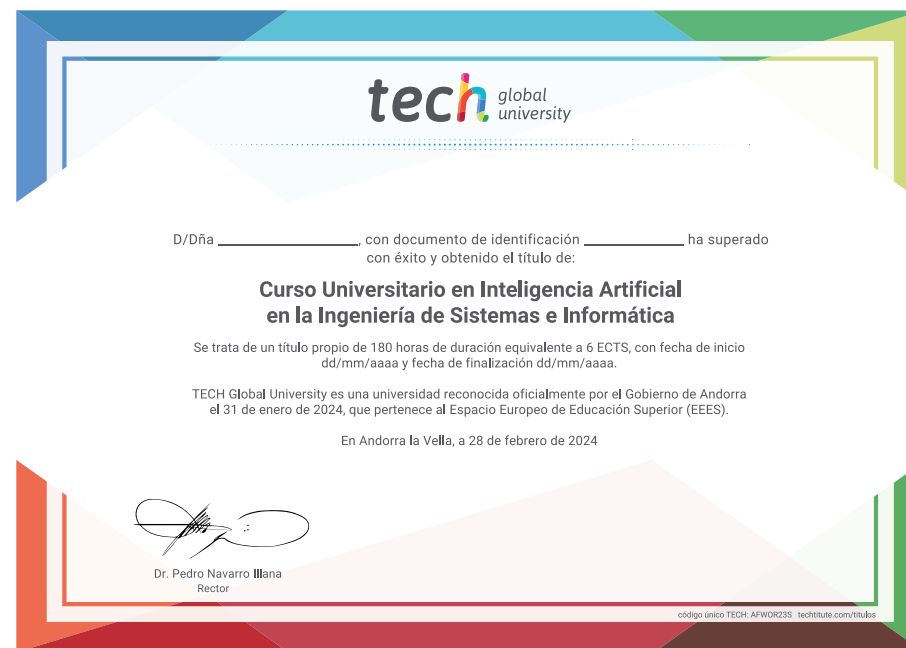 tech global university
D/Dña ______________, con documento de identificación __________ ha superado
con éxito y obtenido el título de:
Curso Universitario en Inteligencia Artificial
en la Ingeniería de Sistemas e Informática
Se trata de un título propio de 180 horas de duración equivalente a 6 ECTS, con fecha de inicio
dd/mm/aaaa y fecha de finalización dd/mm/aaaa.
TECH Global University es una universidad reconocida oficialmente por el Gobierno de Andorra
el 31 de enero de 2024, que pertenece al Espacio Europeo de Educación Superior (EEES).
En Andorra la Vella, a 28 de febrero de 2024
Dr. Pedro Navarro Illana
Rector
código único TECH: AFWOR23S techtitute.com/titulos